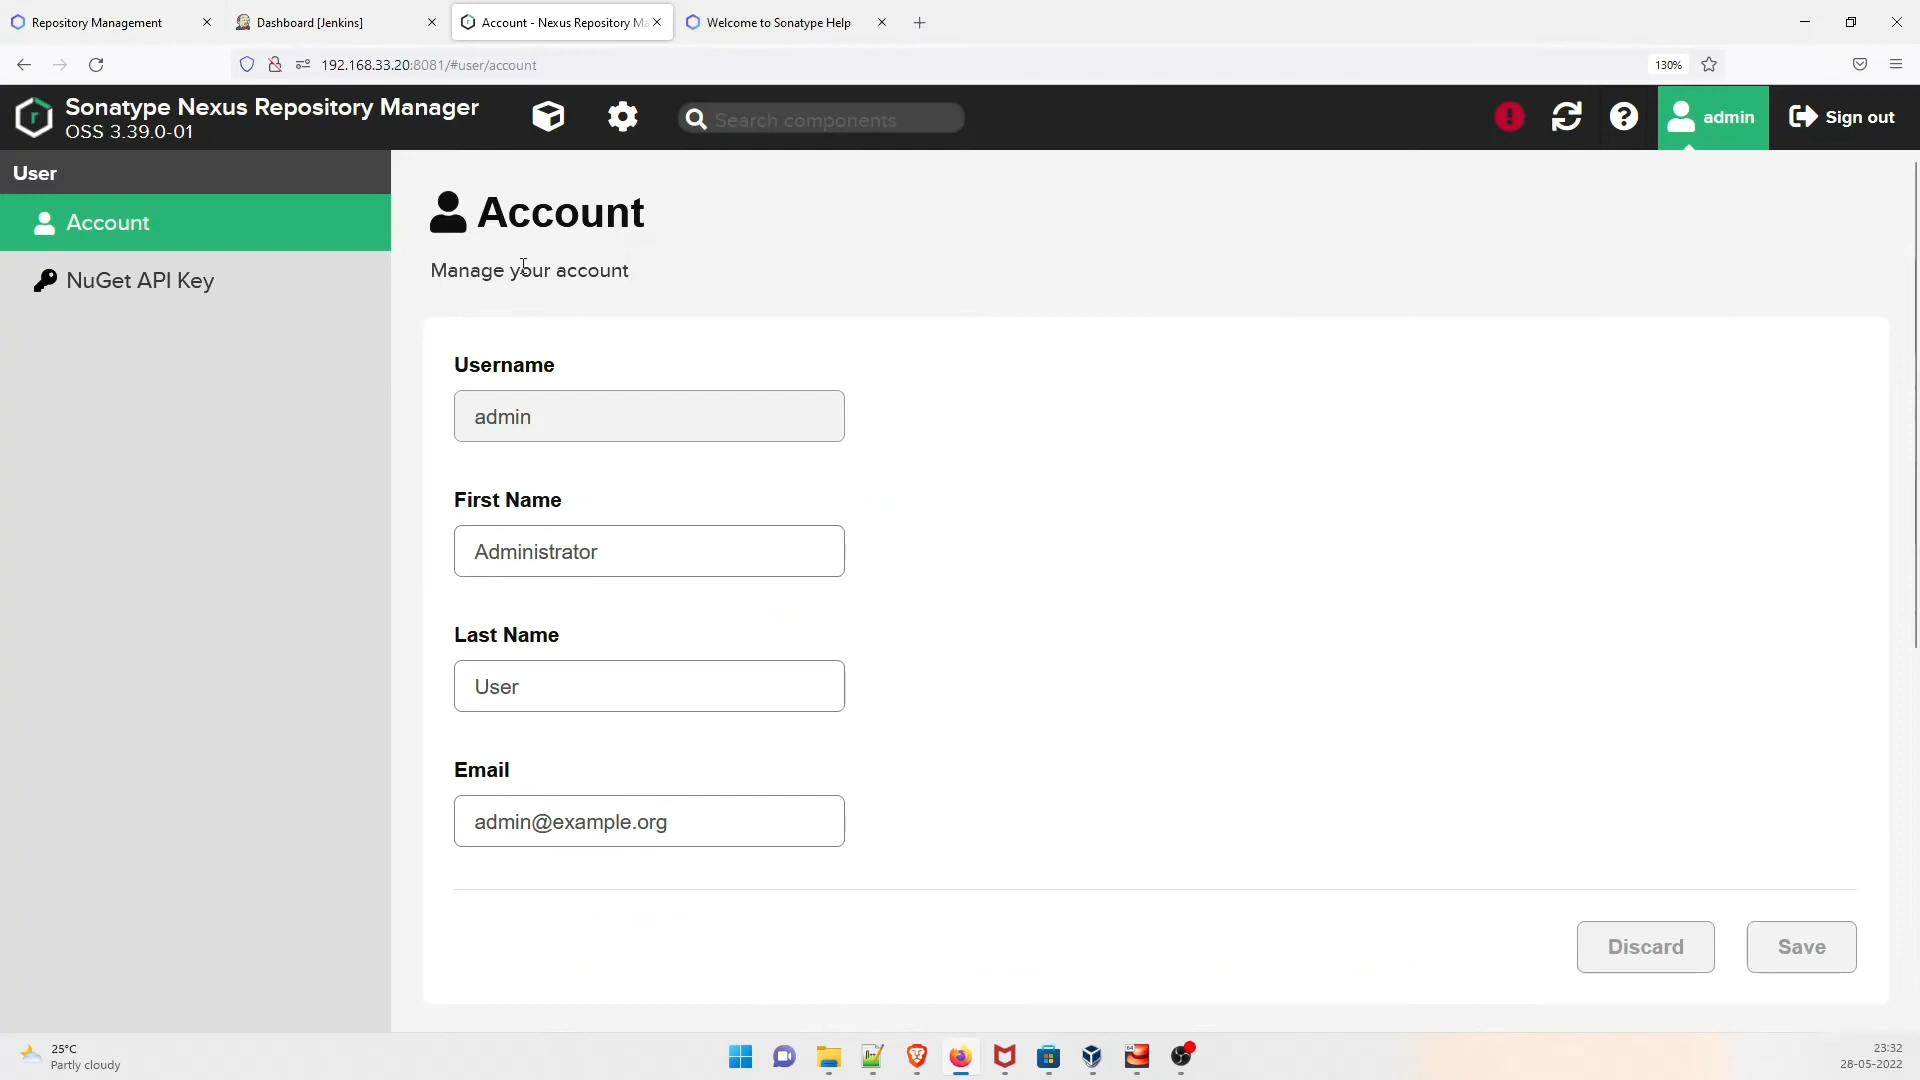 Repository Management
Dashboard [Jenkins]
Account - Nexus Repository Ma
Welcome to Sonatype Help
192.168.33.20:8081/#user/account
130%
Sonatype Nexus Repository Manager
OSS 3.39.0-01
Search components
admin
Sign out
User
Account
NuGet API Key
Account
Manage your account
Username
admin
First Name
Administrator
Last Name
User
Email
admin@example.org
Discard
Save
25°C
Partly cloudy
23:32
28-05-2022